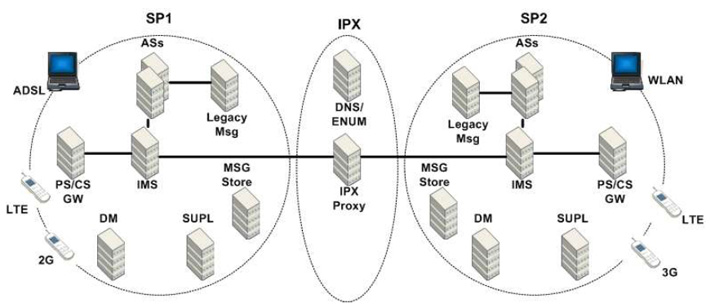 SP1
IPX
SP2
ASs
ASs
ADSL
WLAN
Legacy
Msg
DNS/
ENUM
Legacy
Msg
PS/CS
GW
IMS
MSG
Store
IPX
Proxy
MSG
Store
IMS
PS/CS
GW
LTE
LTE
DM
SUPL
DM
SUPL
2G
3G